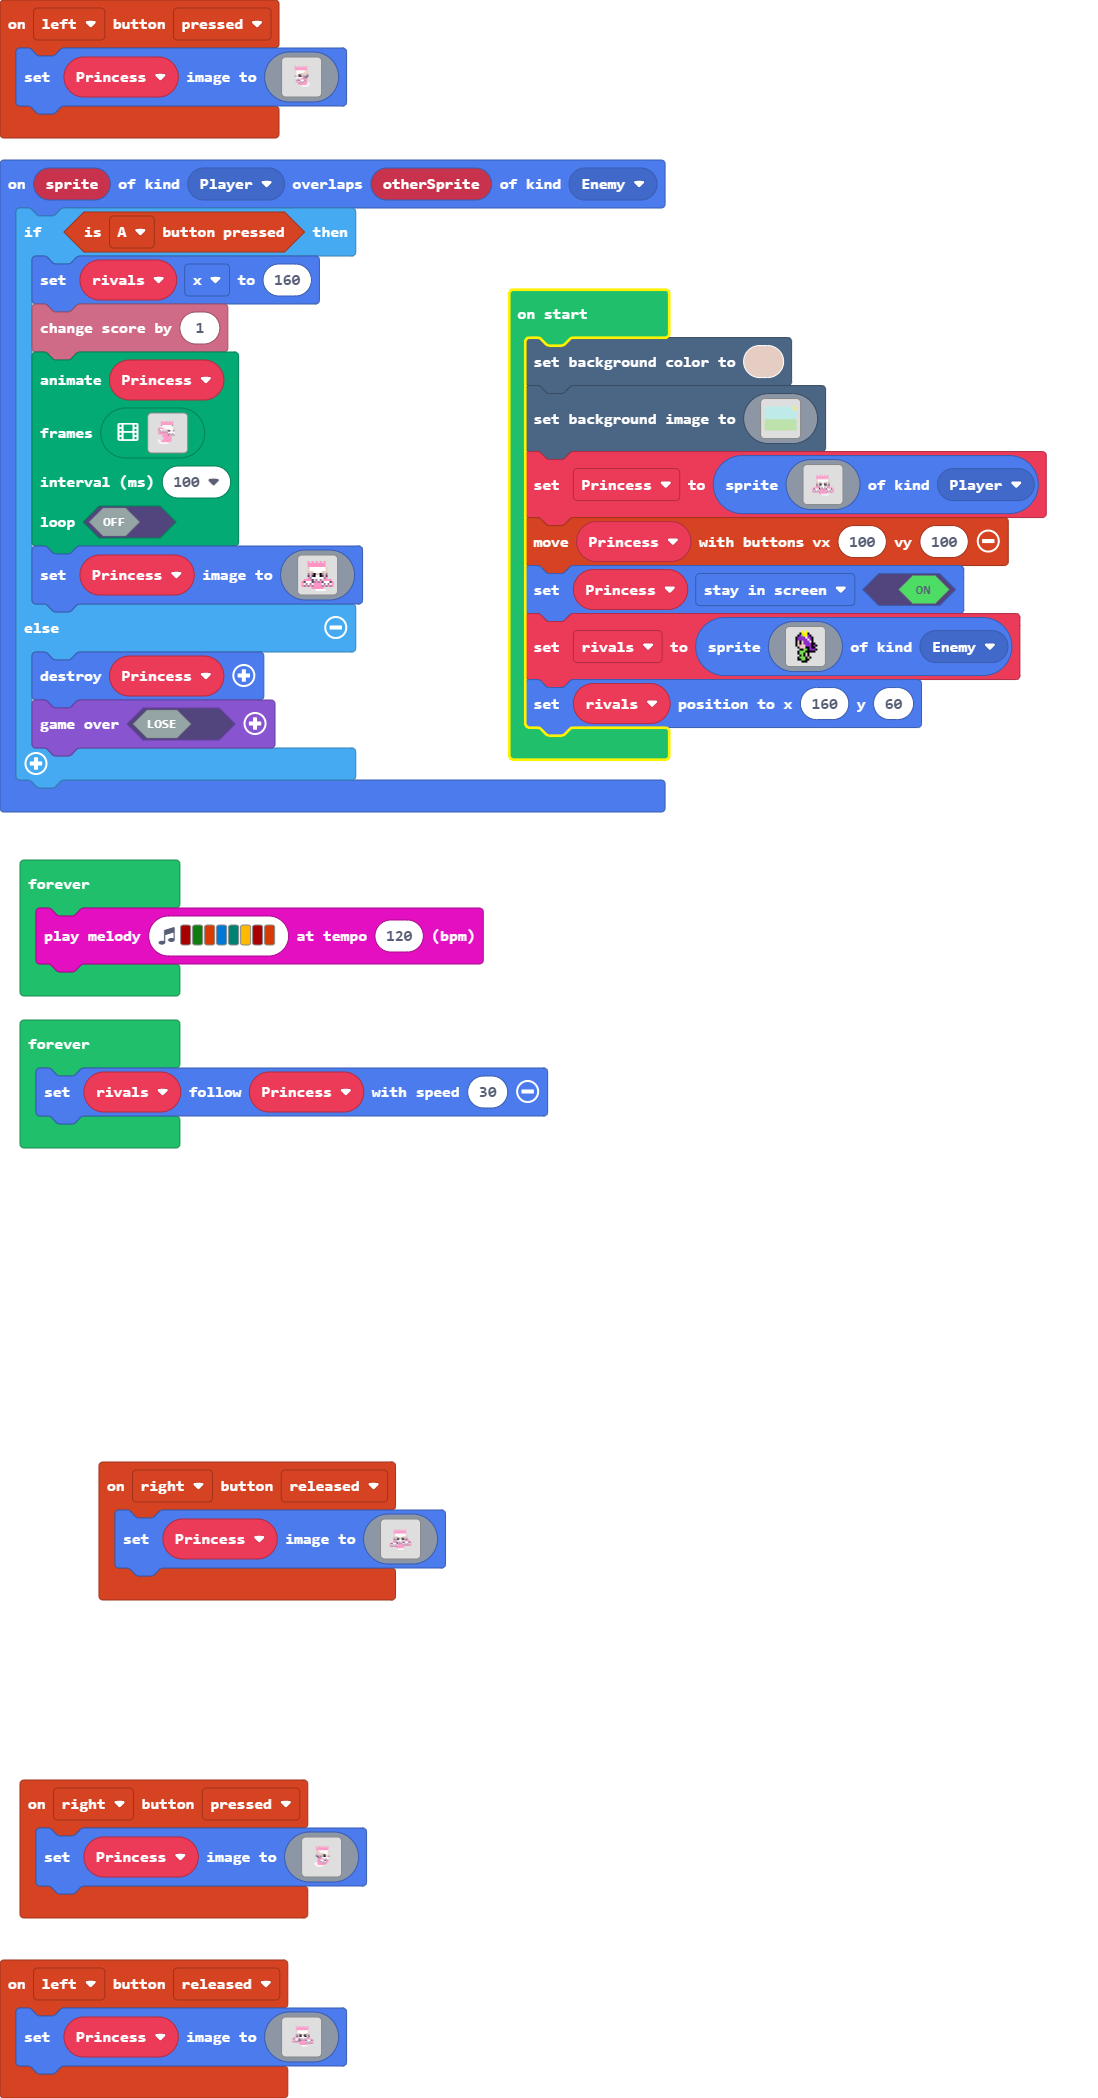 on left button pressed
set Princess image to
on sprite of kind Player overlaps otherSprite of kind Enemy
if is A button pressed then
set rivals x to 160
change score by 1
animate Princess
frames
interval (ms) 100
loop OFF
set Princess image to
else
destroy Princess
game over LOSE
on start
set background color to
set background image to
set Princess to sprite of kind Player
move Princess with buttons vx 100 vy 100
set Princess stay in screen ON
set rivals to sprite of kind Enemy
set rivals position to x 160 y 60
forever
play melody at tempo 120 (bpm)
forever
set rivals follow Princess with speed 30
on right button released
set Princess image to
on right button pressed
set Princess image to
on left button released
set Princess image to